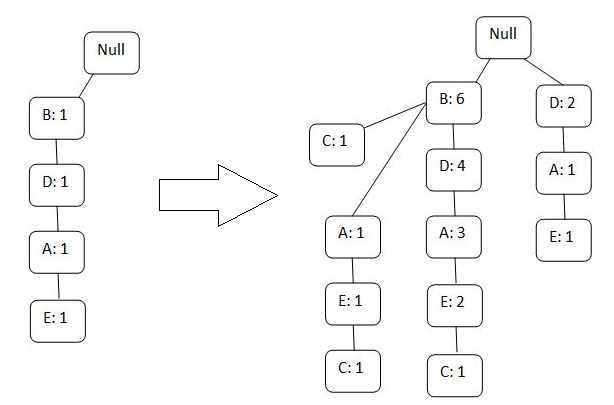 Null
B: 1
D: 1
A: 1
E: 1
Null
B: 6
D: 2
C: 1
D: 4
A: 1
A: 1
A: 3
E: 1
E: 1
E: 2
C: 1
C: 1